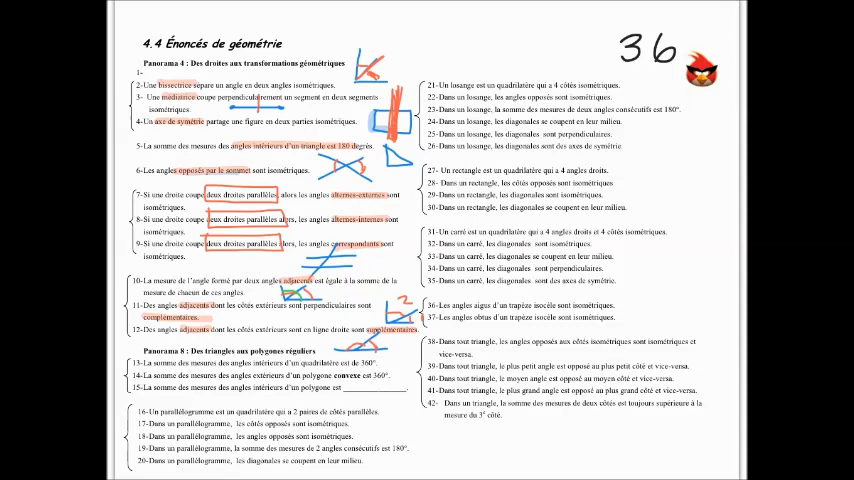 4.4 Énoncés de géométrie
36
Panorama 4 : Des droites aux transformations géométriques
1-
2-Une bissectrice sépare un angle en deux angles isométriques.
3- Une médiatrice coupe perpendiculairement un segment en deux segments
isométriques.
4-Un axe de symétrie partage une figure en deux parties isométriques.
5-La somme des mesures des angles intérieurs d'un triangle est 180 degrés.
6-Les angles opposés par le sommet sont isométriques.
7-Si une droite coupe deux droites parallèles, alors les angles alternes-externes sont
isométriques.
8-Si une droite coupe deux droites parallèles alors, les angles alternes-internes sont
isométriques.
9-Si une droite coupe deux droites parallèles alors, les angles correspondants sont
isométriques.
10-La mesure de l'angle formé par deux angles adjacents est égale à la somme de la
mesure de chacun de ces angles.
2
11-Des angles adjacents dont les côtés extérieurs sont perpendiculaires sont
complémentaires.
12-Des angles adjacents dont les côtés extérieurs sont en ligne droite sont supplémentaires.
Panorama 8 : Des triangles aux polygones réguliers
13-La somme des mesures des angles intérieurs d'un quadrilatère est de 360°.
14-La somme des mesures des angles extérieurs d'un polygone convexe est 360°.
15-La somme des mesures des angles intérieurs d'un polygone est _______________.
16-Un parallélogramme est un quadrilatère qui a 2 paires de côtés parallèles.
17-Dans un parallélogramme, les côtés opposés sont isométriques.
18-Dans un parallélogramme, les angles opposés sont isométriques.
19-Dans un parallélogramme, la somme des mesures de 2 angles consécutifs est 180°.
20-Dans un parallélogramme, les diagonales se coupent en leur milieu.
21-Un losange est un quadrilatère qui a 4 côtés isométriques.
22-Dans un losange, les angles opposés sont isométriques.
23-Dans un losange, la somme des mesures de deux angles consécutifs est 180°.
24-Dans un losange, les diagonales se coupent en leur milieu.
25-Dans un losange, les diagonales sont perpendiculaires.
26-Dans un losange, les diagonales sont des axes de symétrie.
27- Un rectangle est un quadrilatère qui a 4 angles droits.
28- Dans un rectangle, les côtés opposés sont isométriques
29-Dans un rectangle, les diagonales sont isométriques.
30-Dans un rectangle, les diagonales se coupent en leur milieu.
31-Un carré est un quadrilatère qui a 4 angles droits et 4 côtés isométriques.
32-Dans un carré, les diagonales sont isométriques.
33-Dans un carré, les diagonales se coupent en leur milieu.
34-Dans un carré, les diagonales sont perpendiculaires.
35-Dans un carré, les diagonales sont des axes de symétrie.
36-Les angles aigus d'un trapèze isocèle sont isométriques.
37-Les angles obtus d'un trapèze isocèle sont isométriques.
38-Dans tout triangle, les angles opposés aux côtés isométriques sont isométriques et
vice-versa.
39-Dans tout triangle, le plus petit angle est opposé au plus petit côté et vice-versa.
40-Dans tout triangle, le moyen angle est opposé au moyen côté et vice-versa.
41-Dans tout triangle, le plus grand angle est opposé au plus grand côté et vice-versa.
42- Dans un triangle, la somme des mesures de deux côtés est toujours supérieure à la
mesure du 3e côté.